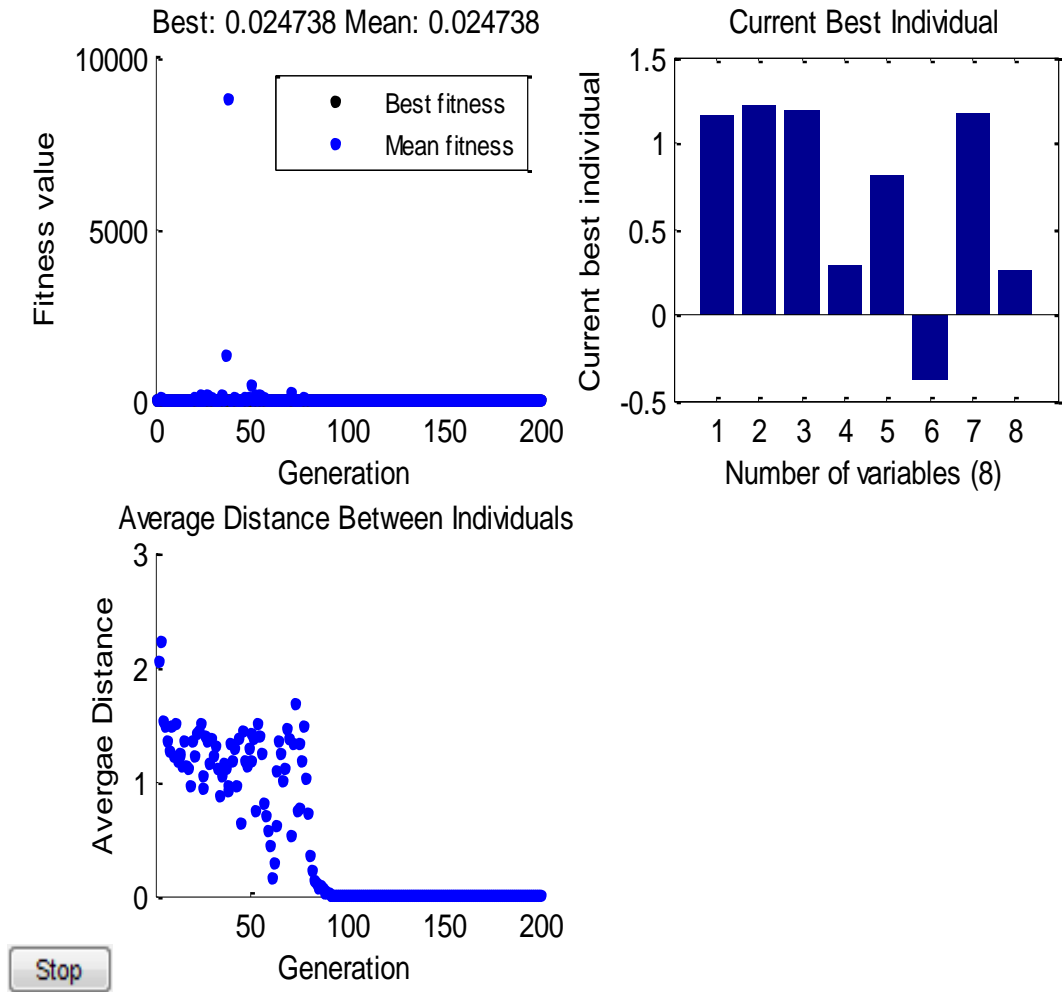 Best: 0.024738 Mean: 0.024738
10000
5000
0
Fitness value
Best fitness
Mean fitness
0 50 100 150 200
Generation
Current Best Individual
1.5
1
0.5
0
-0.5
Current best individual
1 2 3 4 5 6 7 8
Number of variables (8)
Average Distance Between Individuals
3
2
1
0
Avergae Distance
50 100 150 200
Generation
Stop